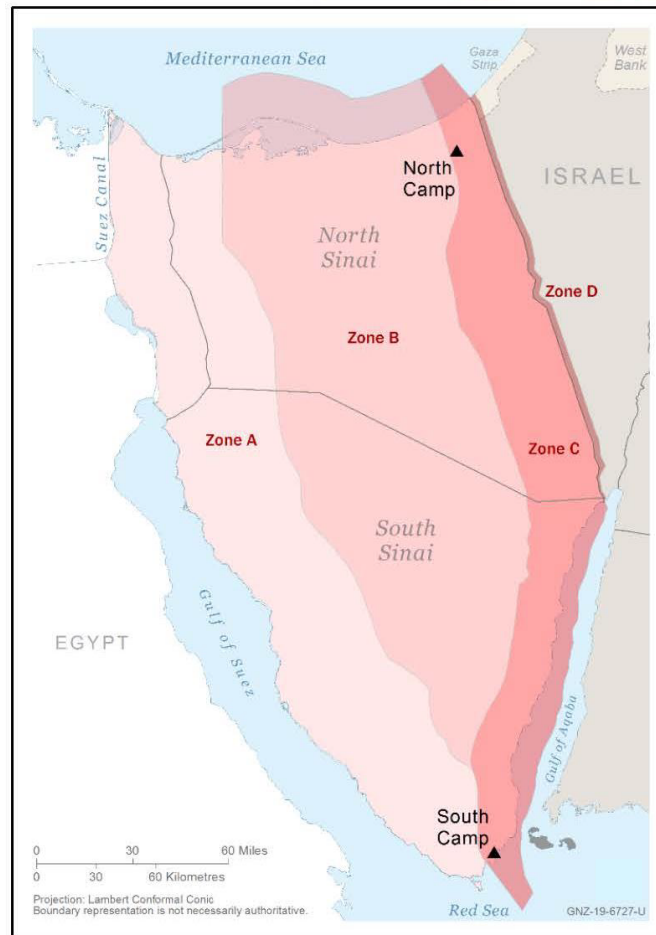 Mediterranean Sea
Gaza
Strip
West
Bank
Suez Canal
North
Camp
ISRAEL
North
Sinai
Zone D
Zone B
Zone A
Zone C
South
Sinai
EGYPT
Gulf of Suez
Gulf of Aqaba
South
Camp
0 30 60 Miles
0 30 60 Kilometres
Projection: Lambert Conformal Conic
Boundary representation is not necessarily authoritative.
Red Sea
GNZ-19-6727-U